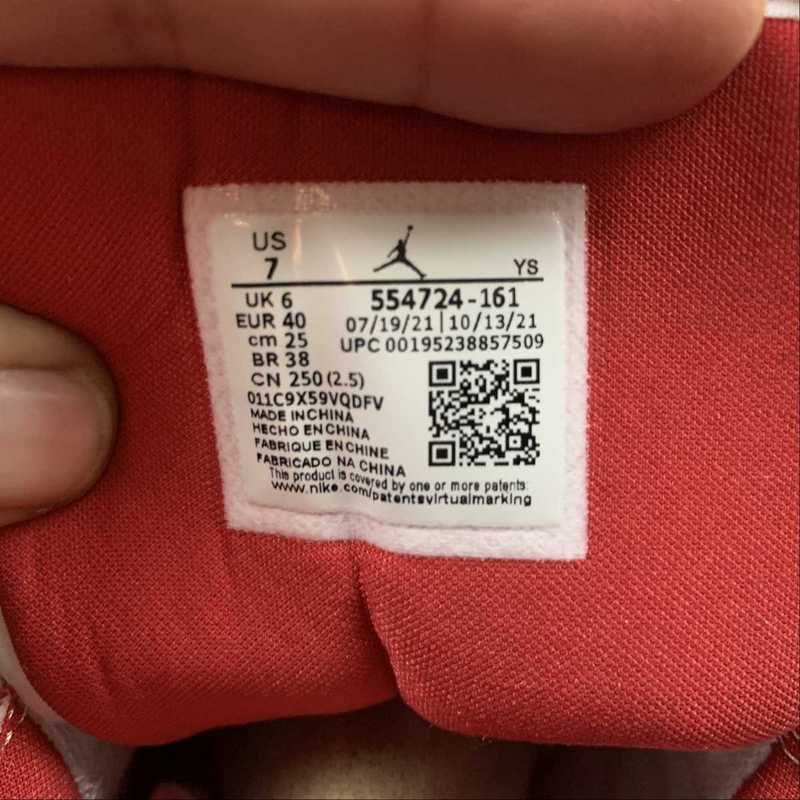 US
7 YS
UK 6 554724-161
EUR 40 07/19/21 | 10/13/21
cm 25 UPC 00195238857509
BR 38
CN 250 (2.5)
011C9X59VQDFV
MADE IN CHINA
HECHO EN CHINA
FABRIQUE EN CHINE
FABRICADO NA CHINA
This product is covered by one or more patents:
www.nike.com/patentsvirtualmarking